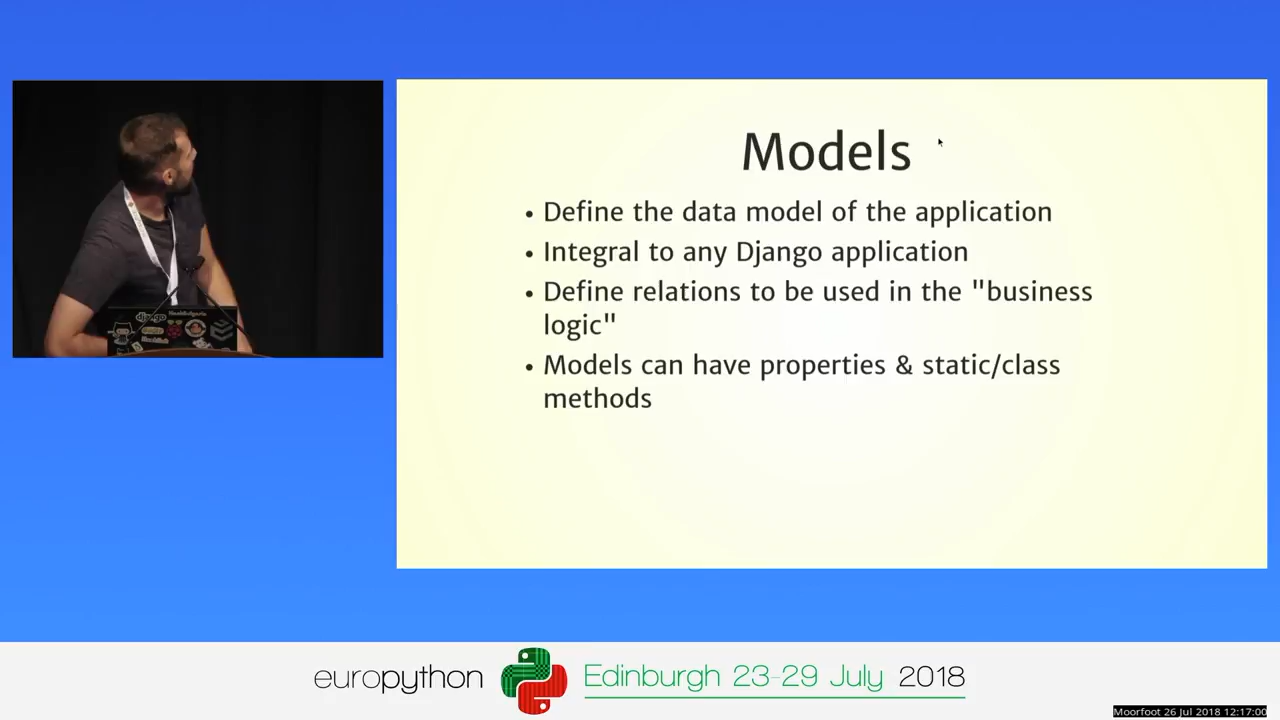 Models
• Define the data model of the application
• Integral to any Django application
• Define relations to be used in the "business
logic"
• Models can have properties & static/class
methods
django
europython
Edinburgh 23-29 July 2018
Moorfoot 26 Jul 2018 12:17:00